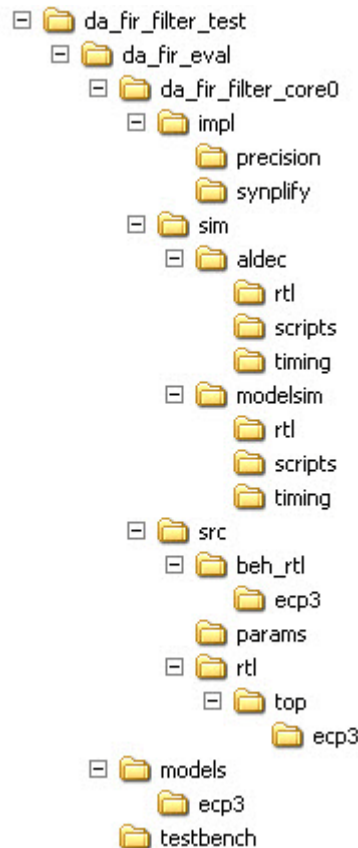 da_fir_filter_test
da_fir_eval
da_fir_filter_core0
impl
precision
synplify
sim
aldec
rtl
scripts
timing
modelsim
rtl
scripts
timing
src
beh_rtl
ecp3
params
rtl
top
ecp3
models
ecp3
testbench